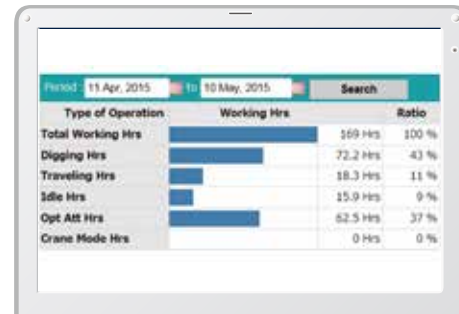 Period : 11 Apr, 2015 to 10 May, 2015 Search
Type of Operation Working Hrs Ratio
Total Working Hrs 169 Hrs 100 %
Digging Hrs 72.2 Hrs 43 %
Traveling Hrs 18.3 Hrs 11 %
Idle Hrs 15.9 Hrs 9 %
Opt Att Hrs 62.5 Hrs 37 %
Crane Mode Hrs 0 Hrs 0 %